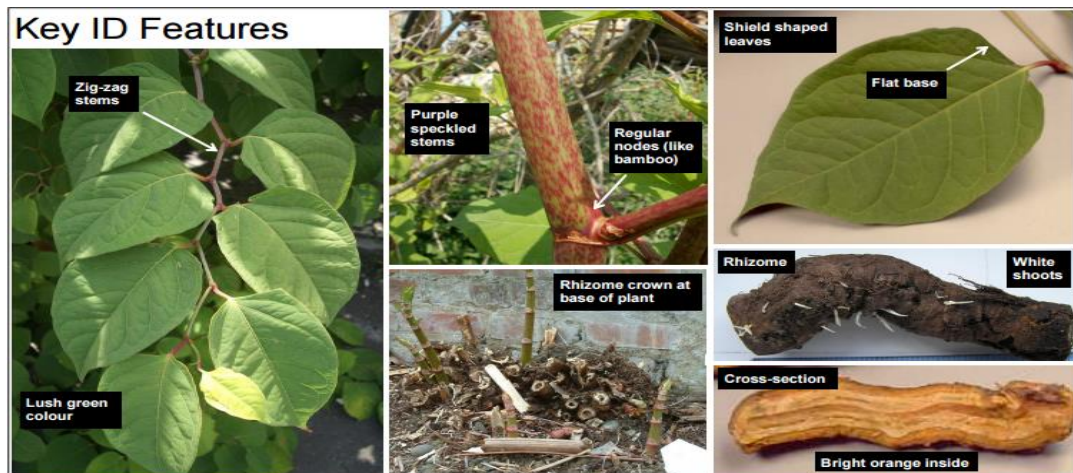 Key ID Features
Zig-zag
stems
Lush green
colour
Purple
speckled
stems
Regular
nodes (like
bamboo)
Rhizome crown at
base of plant
Shield shaped
leaves
Flat base
Rhizome
White
shoots
Cross-section
Bright orange inside